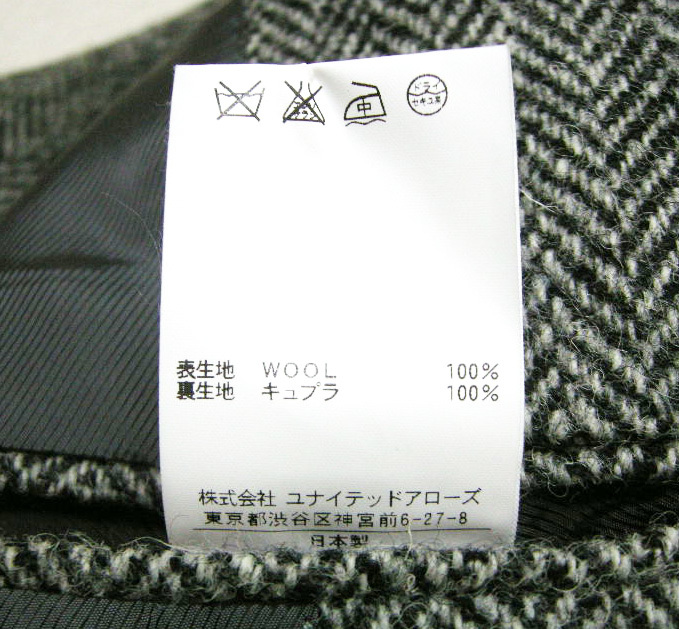 中 ドライ
セキユ系
表生地 WOOL 100%
裏生地 キュプラ 100%
株式会社 ユナイテッドアローズ
東京都渋谷区神宮前6-27-8
日本製